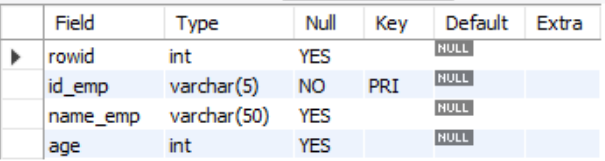 Field Type Null Key Default Extra
rowid int YES NULL
id_emp varchar(5) NO PRI NULL
name_emp varchar(50) YES NULL
age int YES NULL